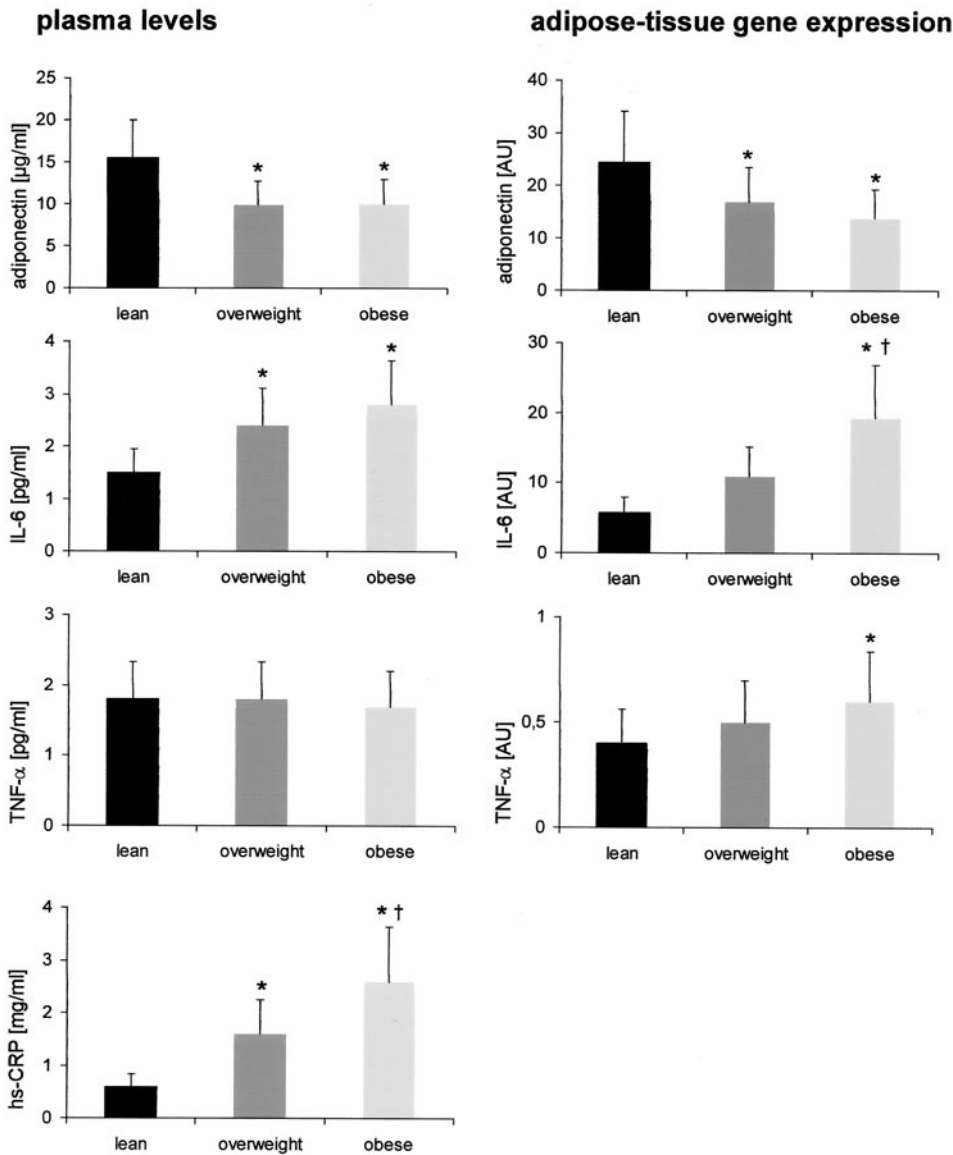 plasma levels
adipose-tissue gene expression
adiponectin [µg/ml]
25
20
15
10
5
0
*
*
lean
overweight
obese
adiponectin [AU]
40
30
20
10
0
*
*
lean
overweight
obese
IL-6 [pg/ml]
4
3
2
1
0
*
*
lean
overweight
obese
IL-6 [AU]
30
20
10
0
* †
lean
overweight
obese
TNF-α [pg/ml]
3
2
1
0
lean
overweight
obese
TNF-α [AU]
1
0,5
0
*
lean
overweight
obese
hs-CRP [mg/ml]
4
3
2
1
0
*
* †
lean
overweight
obese